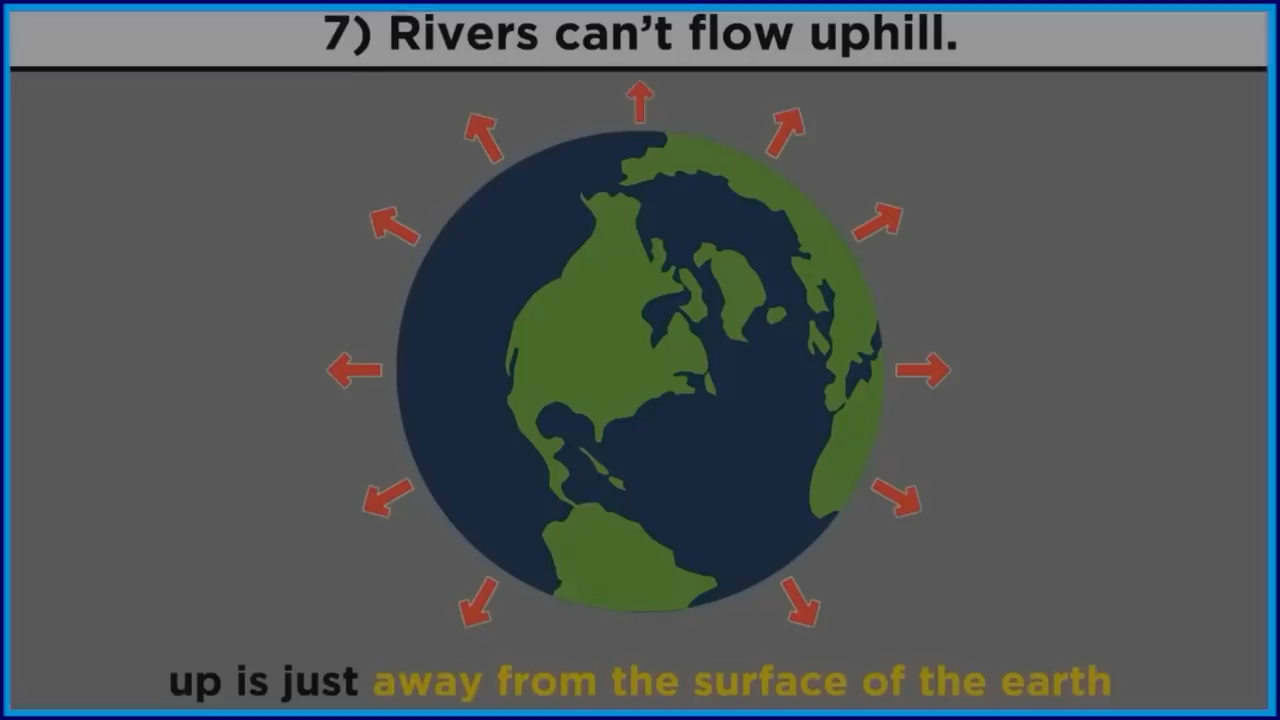 7) Rivers can’t flow uphill.
up is just away from the surface of the earth